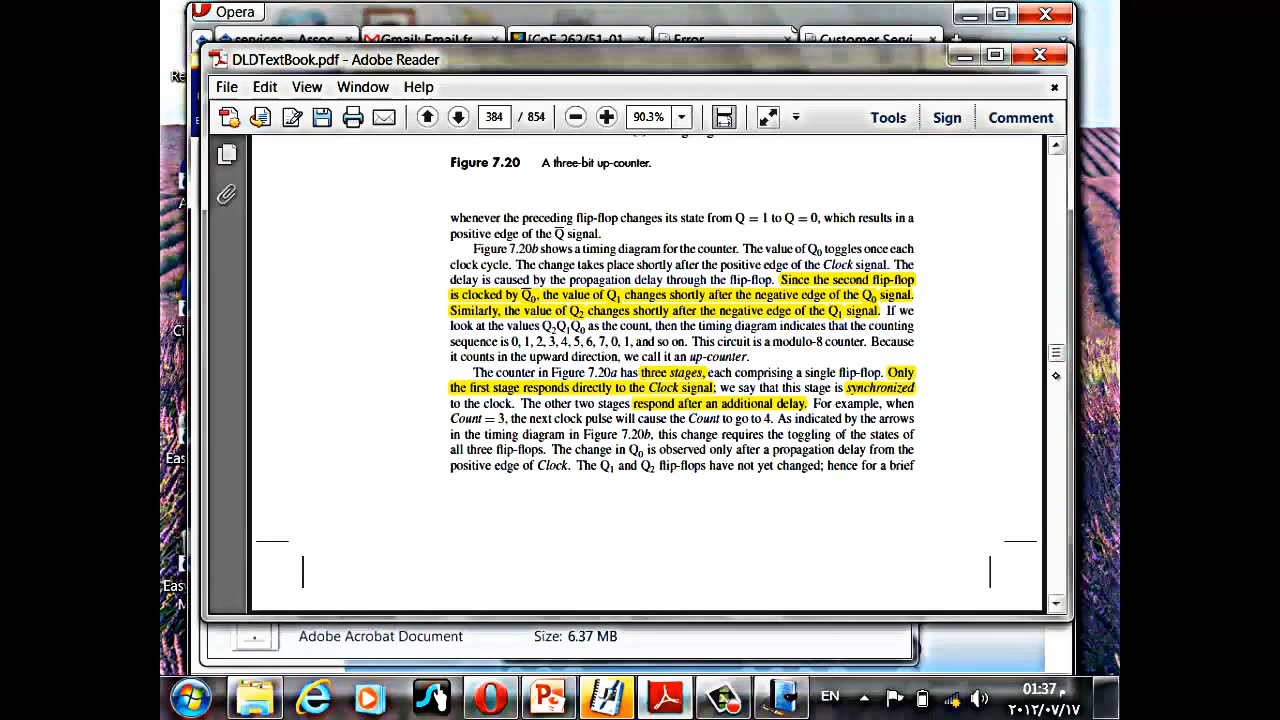 Opera
services - Assoc
Gmail: Email fr
[CpE 262/51-01
Error
Customer Servi
DLDTextBook.pdf - Adobe Reader
File Edit View Window Help
384 / 854 90.3% Tools Sign Comment
Figure 7.20 A three-bit up-counter.
whenever the preceding flip-flop changes its state from Q = 1 to Q = 0, which results in a
positive edge of the Q̅ signal.
Figure 7.20b shows a timing diagram for the counter. The value of Q₀ toggles once each
clock cycle. The change takes place shortly after the positive edge of the Clock signal. The
delay is caused by the propagation delay through the flip-flop. Since the second flip-flop
is clocked by Q̅₀, the value of Q₁ changes shortly after the negative edge of the Q₀ signal.
Similarly, the value of Q₂ changes shortly after the negative edge of the Q₁ signal. If we
look at the values Q₂Q₁Q₀ as the count, then the timing diagram indicates that the counting
sequence is 0, 1, 2, 3, 4, 5, 6, 7, 0, 1, and so on. This circuit is a modulo-8 counter. Because
it counts in the upward direction, we call it an up-counter.
The counter in Figure 7.20a has three stages, each comprising a single flip-flop. Only
the first stage responds directly to the Clock signal; we say that this stage is synchronized
to the clock. The other two stages respond after an additional delay. For example, when
Count = 3, the next clock pulse will cause the Count to go to 4. As indicated by the arrows
in the timing diagram in Figure 7.20b, this change requires the toggling of the states of
all three flip-flops. The change in Q₀ is observed only after a propagation delay from the
positive edge of Clock. The Q₁ and Q₂ flip-flops have not yet changed; hence for a brief
Adobe Acrobat Document Size: 6.37 MB
EN
01:37 م
٢٠١٣/٠٧/١٧